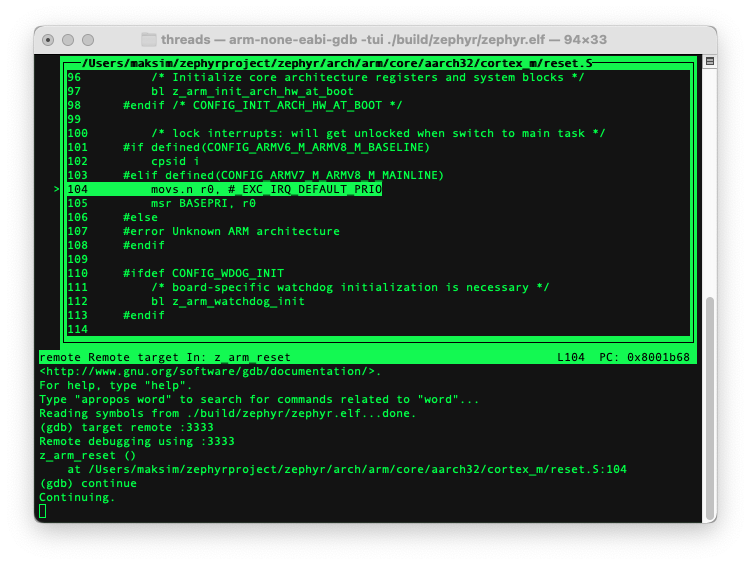 threads — arm-none-eabi-gdb -tui ./build/zephyr/zephyr.elf — 94×33
/Users/maksim/zephyrproject/zephyr/arch/arm/core/aarch32/cortex_m/reset.S
96 /* Initialize core architecture registers and system blocks */
97 bl z_arm_init_arch_hw_at_boot
98 #endif /* CONFIG_INIT_ARCH_HW_AT_BOOT */
99
100 /* lock interrupts: will get unlocked when switch to main task */
101 #if defined(CONFIG_ARMV6_M_ARMV8_M_BASELINE)
102 cpsid i
103 #elif defined(CONFIG_ARMV7_M_ARMV8_M_MAINLINE)
>104 movs.n r0, #_EXC_IRQ_DEFAULT_PRIO
105 msr BASEPRI, r0
106 #else
107 #error Unknown ARM architecture
108 #endif
109
110 #ifdef CONFIG_WDOG_INIT
111 /* board-specific watchdog initialization is necessary */
112 bl z_arm_watchdog_init
113 #endif
114
remote Remote target In: z_arm_reset L104 PC: 0x8001b68
<http://www.gnu.org/software/gdb/documentation/>.
For help, type "help".
Type "apropos word" to search for commands related to "word"...
Reading symbols from ./build/zephyr/zephyr.elf...done.
(gdb) target remote :3333
Remote debugging using :3333
z_arm_reset ()
at /Users/maksim/zephyrproject/zephyr/arch/arm/core/aarch32/cortex_m/reset.S:104
(gdb) continue
Continuing.